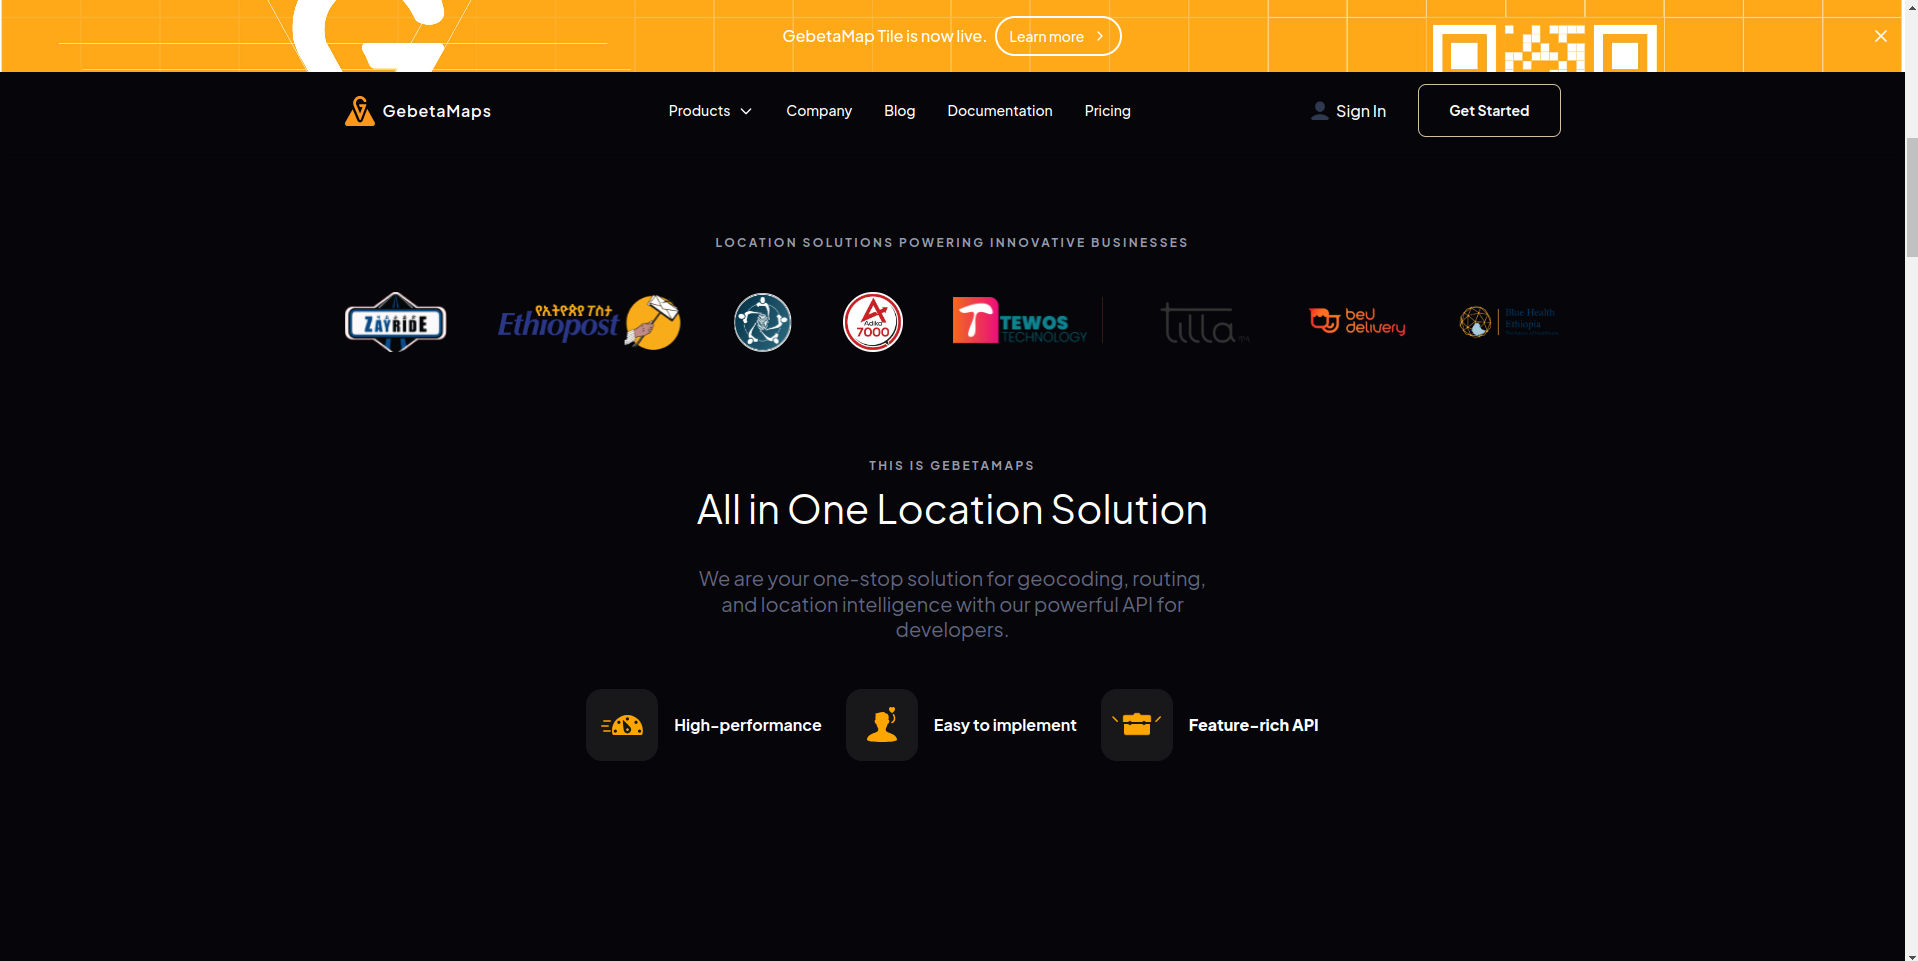 GebetaMap Tile is now live.
Learn more
GebetaMaps
Products
Company
Blog
Documentation
Pricing
Sign In
Get Started
LOCATION SOLUTIONS POWERING INNOVATIVE BUSINESSES
ZAYRIDE
የኢትዮጵያ ፖስታ
Ethiopost
Adika
7000
TEWOS
TECHNOLOGY
tilla
beu
delivery
Blue Health
Ethiopia
THIS IS GEBETAMAPS
All in One Location Solution
We are your one-stop solution for geocoding, routing,
and location intelligence with our powerful API for
developers.
High-performance
Easy to implement
Feature-rich API